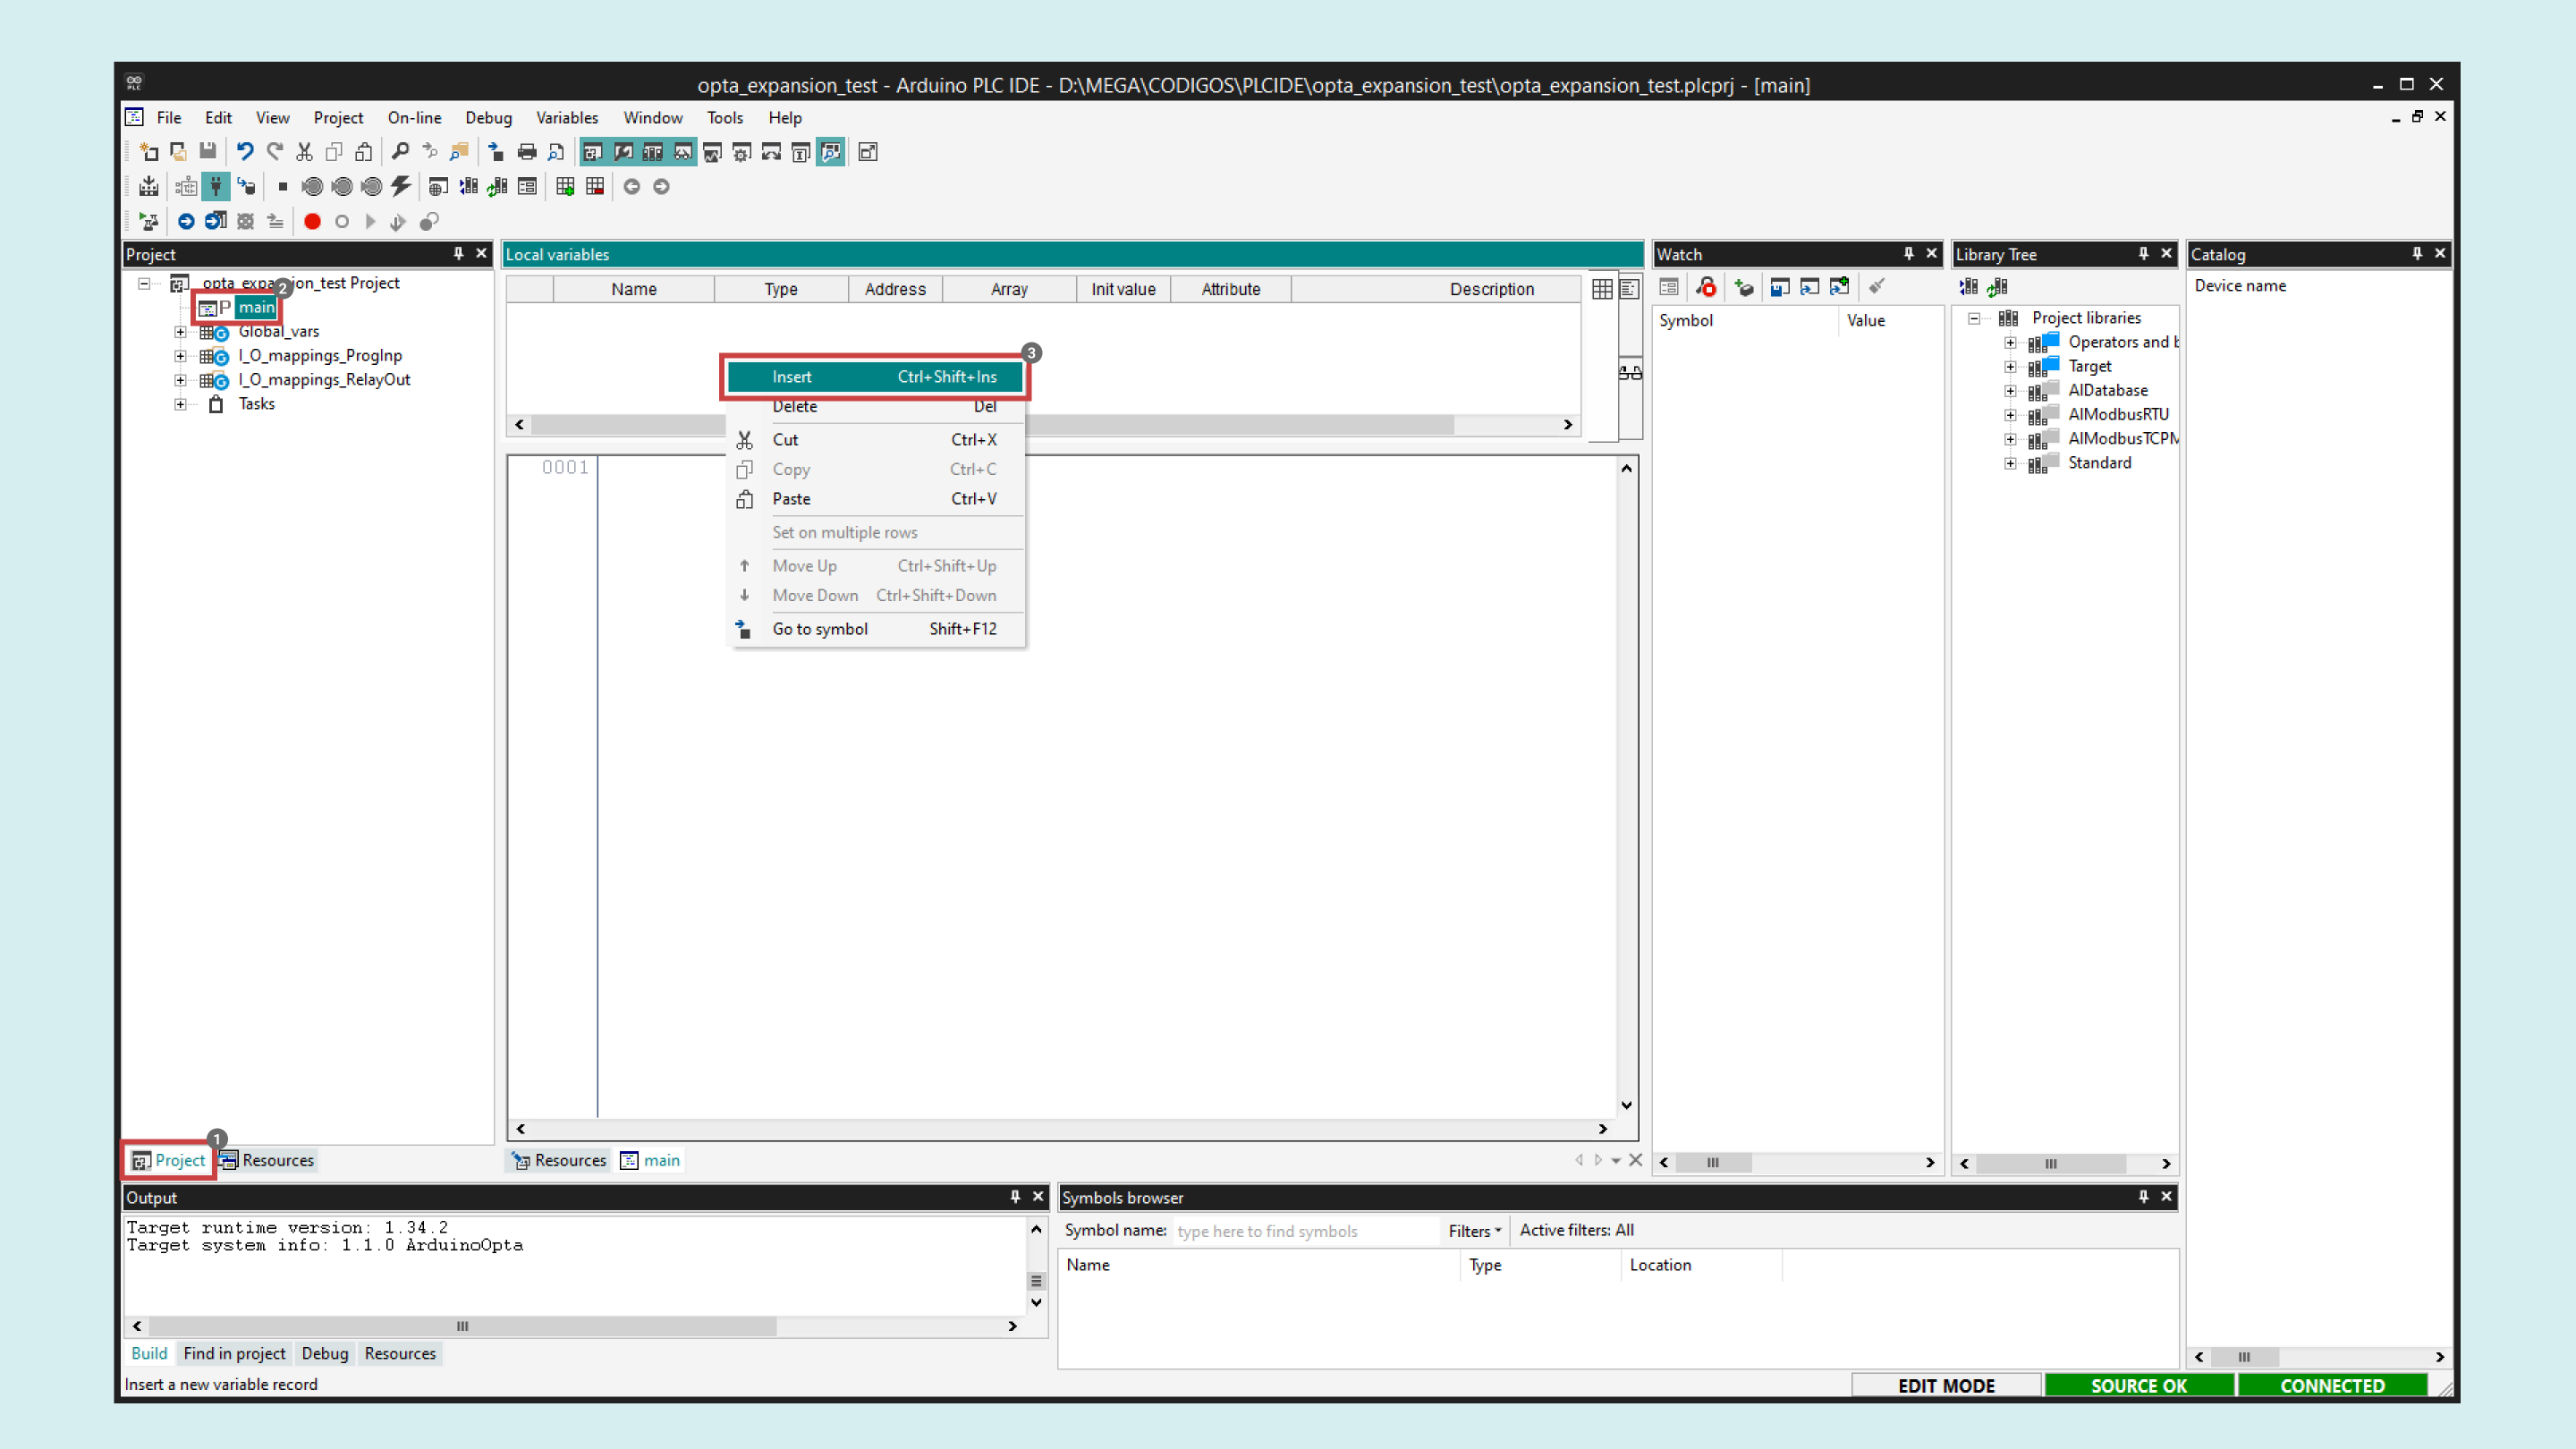 PLC
opta_expansion_test - Arduino PLC IDE - D:\MEGA\CODIGOS\PLCIDE\opta_expansion_test\opta_expansion_test.plcprj - [main]
File Edit View Project On-line Debug Variables Window Tools Help
Project
opta_expansion_test Project
2
P main
Global_vars
I_O_mappings_ProgInp
I_O_mappings_RelayOut
Tasks
Local variables
Name Type Address Array Init value Attribute Description
3
Insert Ctrl+Shift+Ins
Delete Del
Cut Ctrl+X
Copy Ctrl+C
Paste Ctrl+V
Set on multiple rows
Move Up Ctrl+Shift+Up
Move Down Ctrl+Shift+Down
Go to symbol Shift+F12
0001
Watch
Symbol Value
Library Tree
Project libraries
Operators and b
Target
AlDatabase
AlModbusRTU
AlModbusTCPM
Standard
Catalog
Device name
1
Project Resources
Resources main
Output
Target runtime version: 1.34.2
Target system info: 1.1.0 ArduinoOpta
Build Find in project Debug Resources
Symbols browser
Symbol name: type here to find symbols Filters Active filters: All
Name Type Location
Insert a new variable record
EDIT MODE SOURCE OK CONNECTED